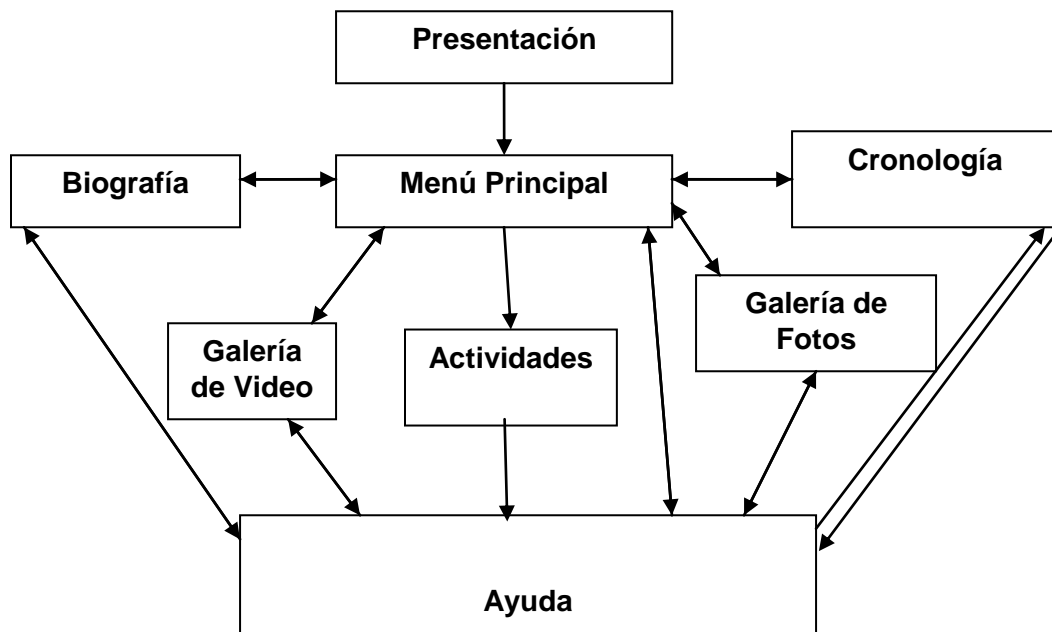 Presentación
Biografía
Menú Principal
Cronología
Galería
de Video
Actividades
Galería de
Fotos
Ayuda